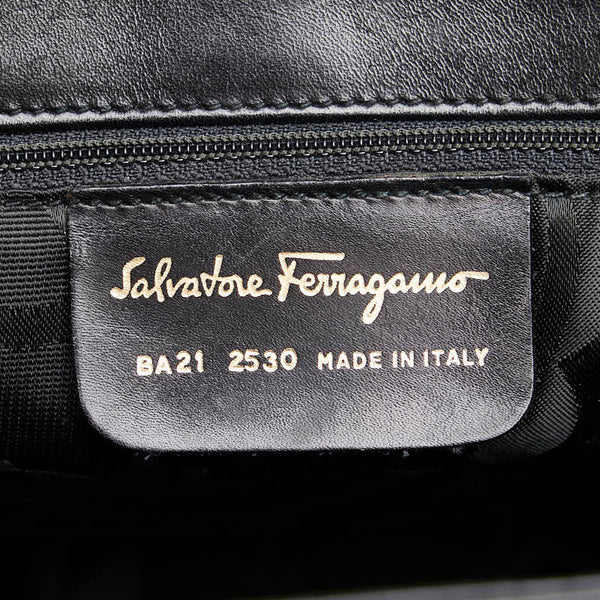 Salvatore Ferragamo
BA21 2530 MADE IN ITALY